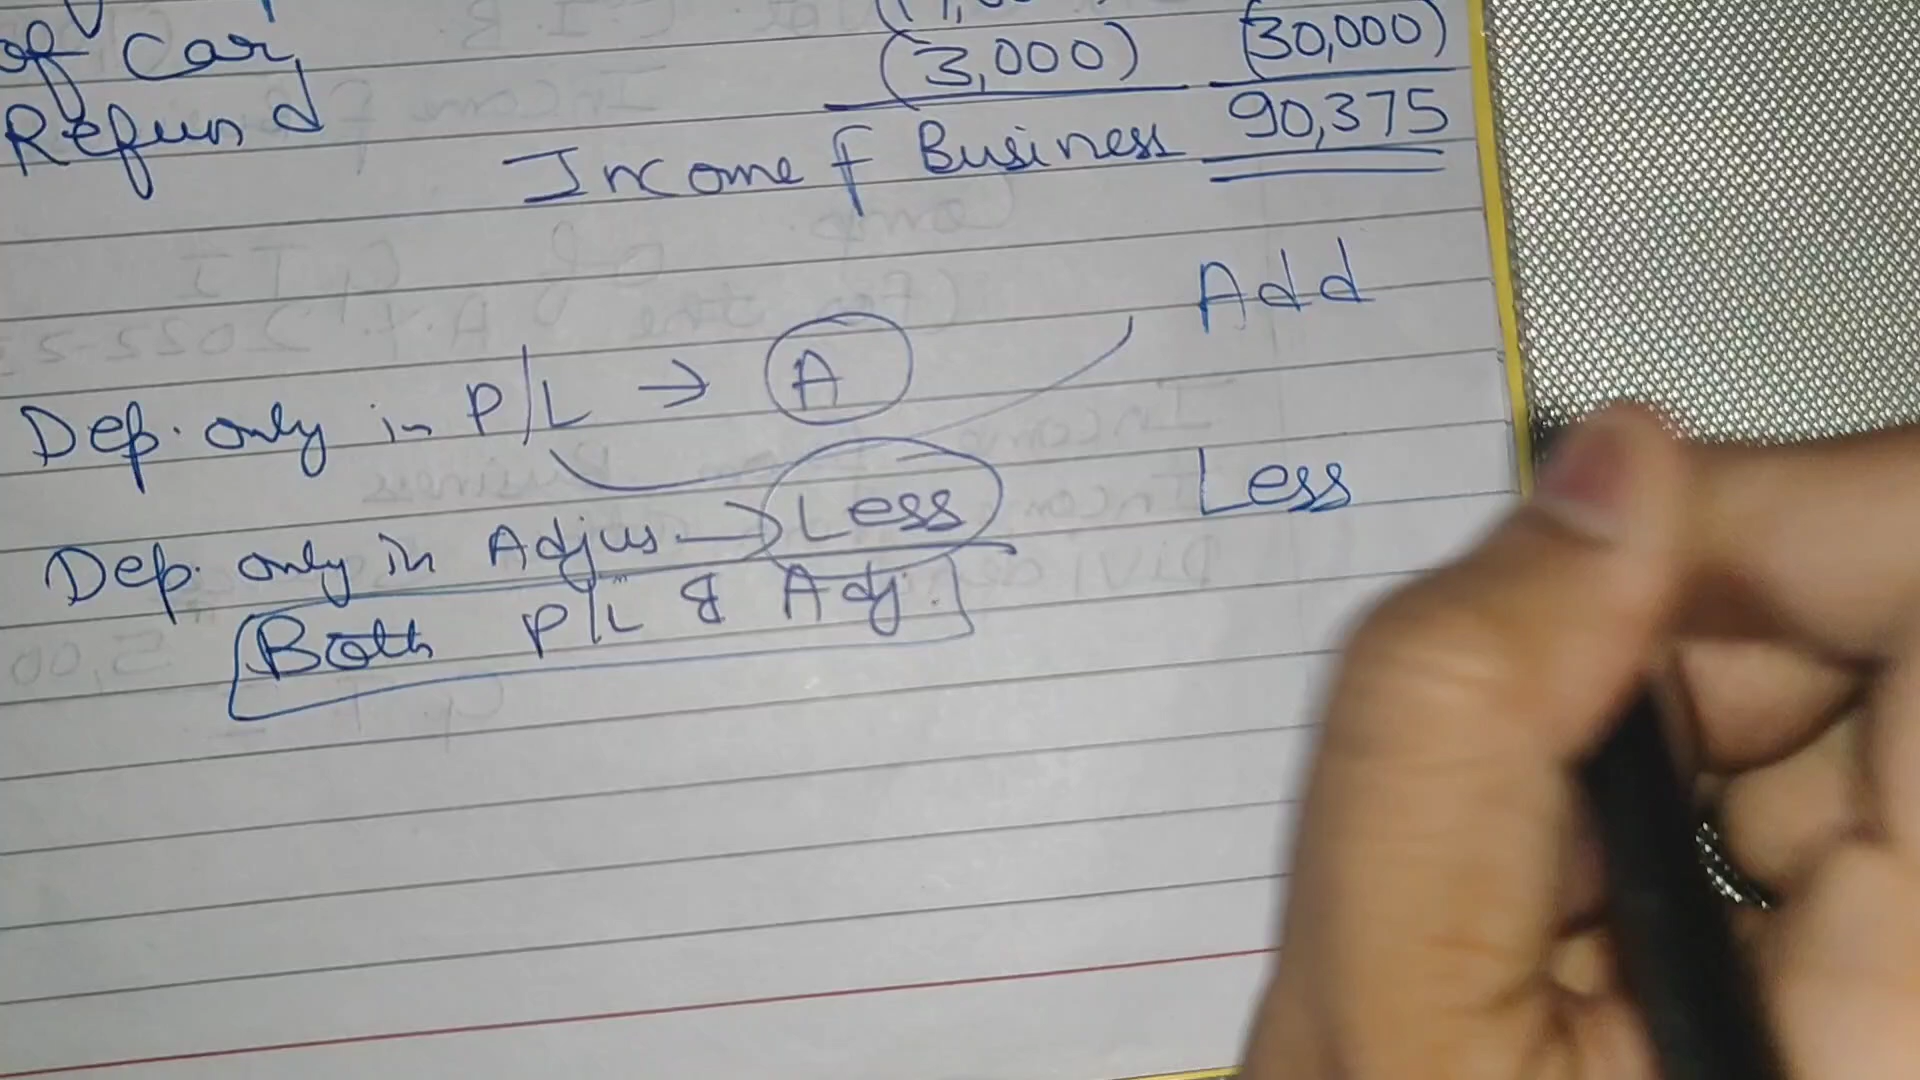 of car (3,000) (30,000)
Refund
Income f Business 90,375
Add
Dep. only in P/L → A
Less
Dep. only in Adjus. → Less
Both P/L & Adj.